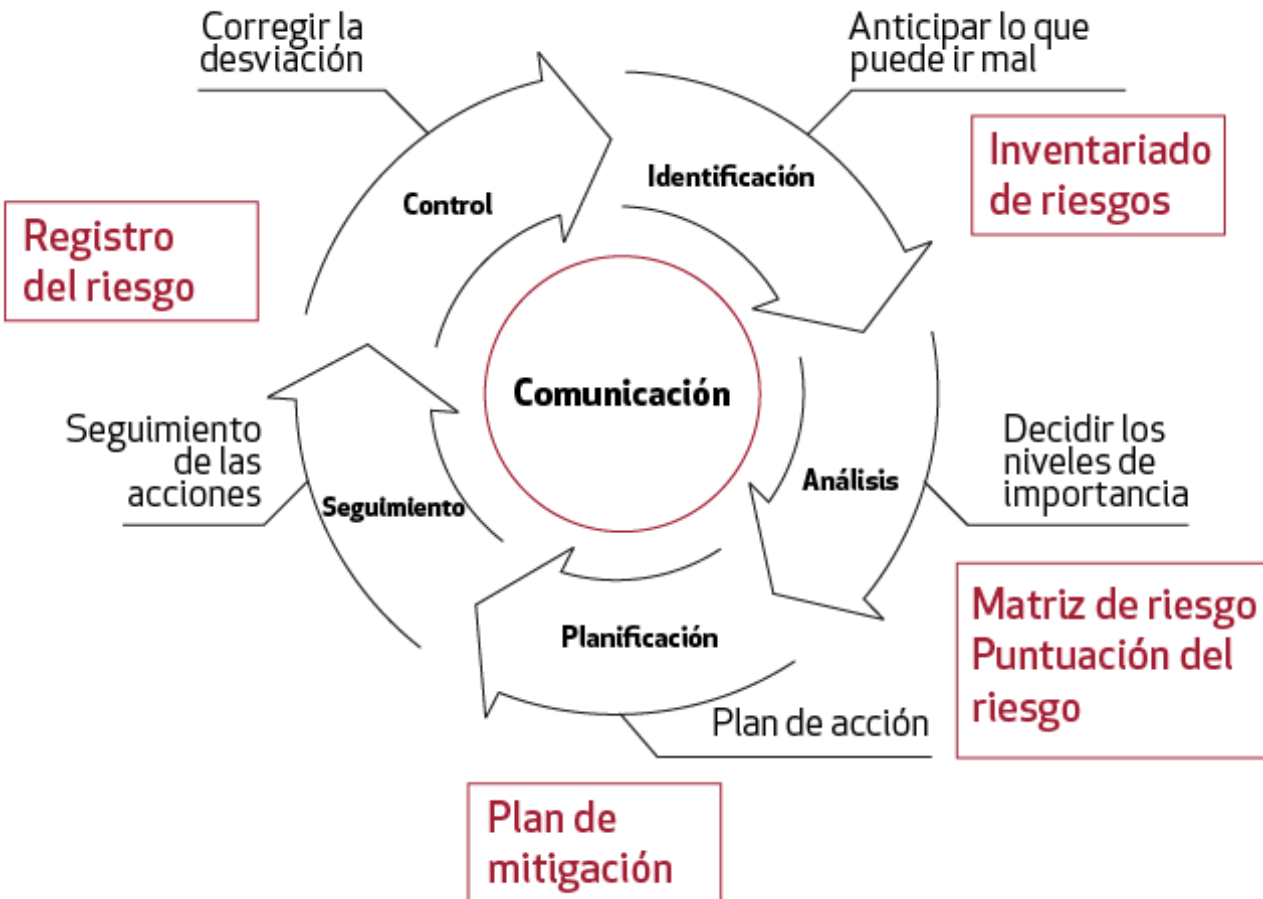 Corregir la
desviación
Anticipar lo que
puede ir mal
Inventariado
de riesgos
Identificación
Control
Registro
del riesgo
Comunicación
Seguimiento
de las
acciones
Decidir los
niveles de
importancia
Análisis
Seguimiento
Matriz de riesgo
Puntuación del
riesgo
Planificación
Plan de acción
Plan de
mitigación